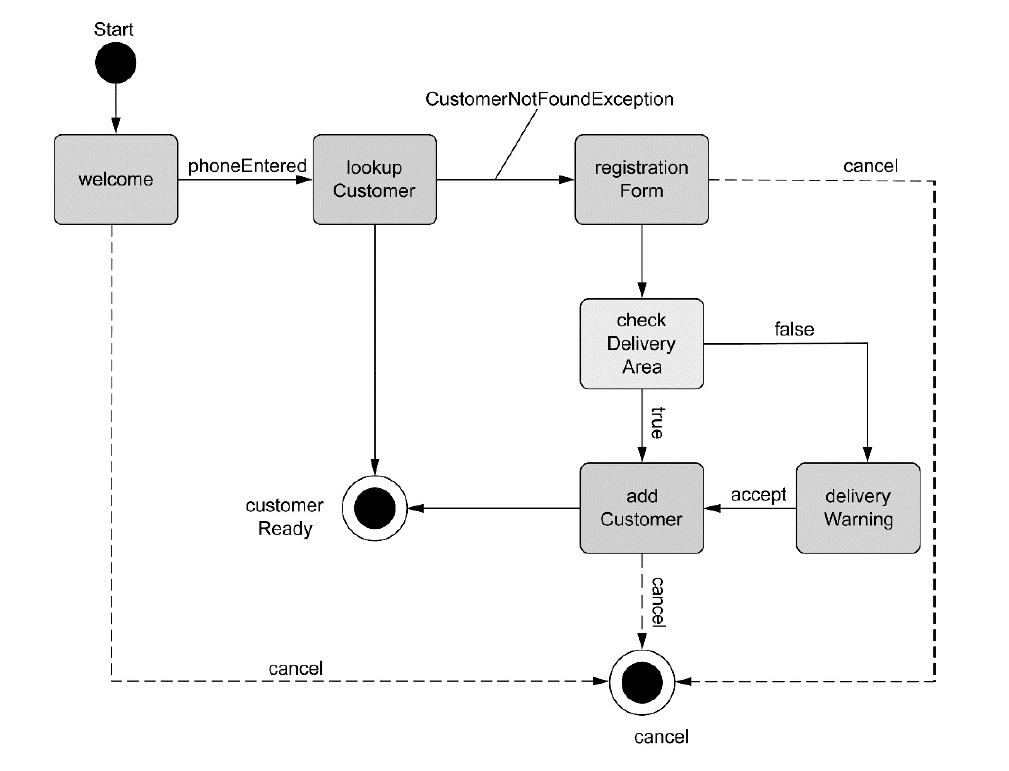 Start
CustomerNotFoundException
welcome
phoneEntered
lookup
Customer
registration
Form
cancel
check
Delivery
Area
false
true
customer
Ready
add
Customer
accept
delivery
Warning
cancel
cancel
cancel